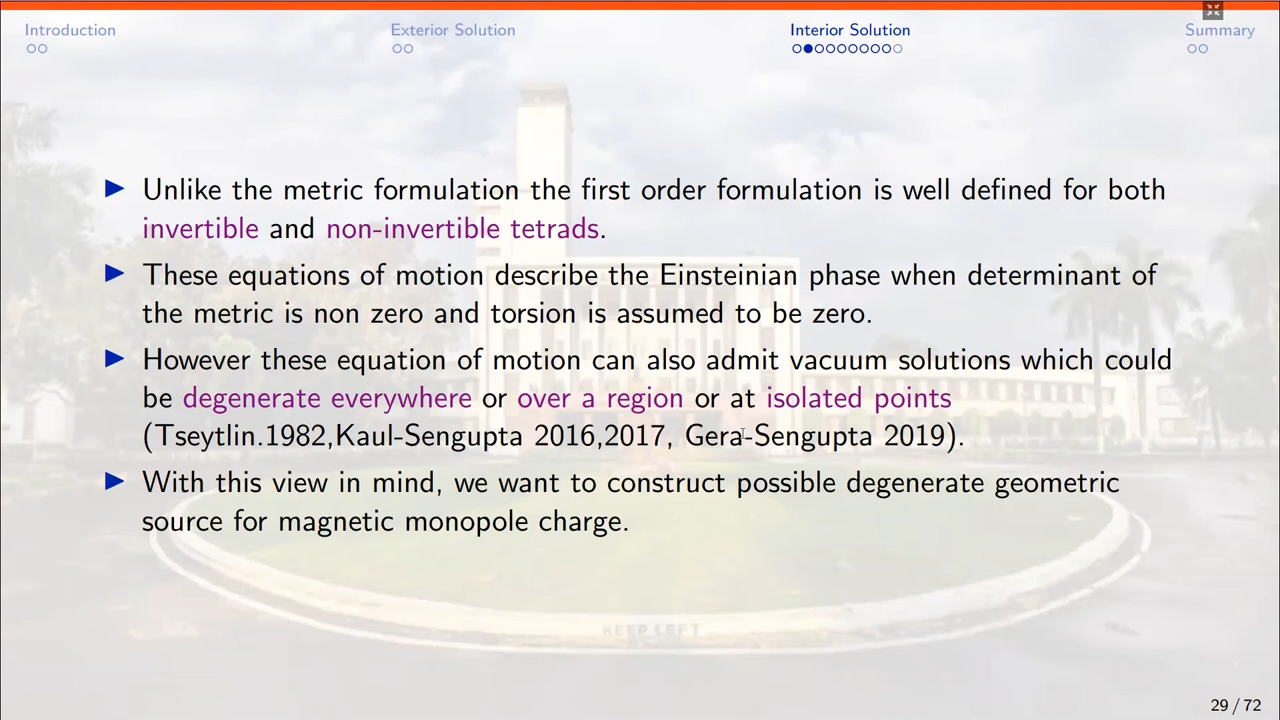 Introduction
Exterior Solution
Interior Solution
Summary
Unlike the metric formulation the first order formulation is well defined for both
invertible and non-invertible tetrads.
These equations of motion describe the Einsteinian phase when determinant of
the metric is non zero and torsion is assumed to be zero.
However these equation of motion can also admit vacuum solutions which could
be degenerate everywhere or over a region or at isolated points
(Tseytlin.1982,Kaul-Sengupta 2016,2017, Gera-Sengupta 2019).
With this view in mind, we want to construct possible degenerate geometric
source for magnetic monopole charge.
KEEP LEFT
29 / 72